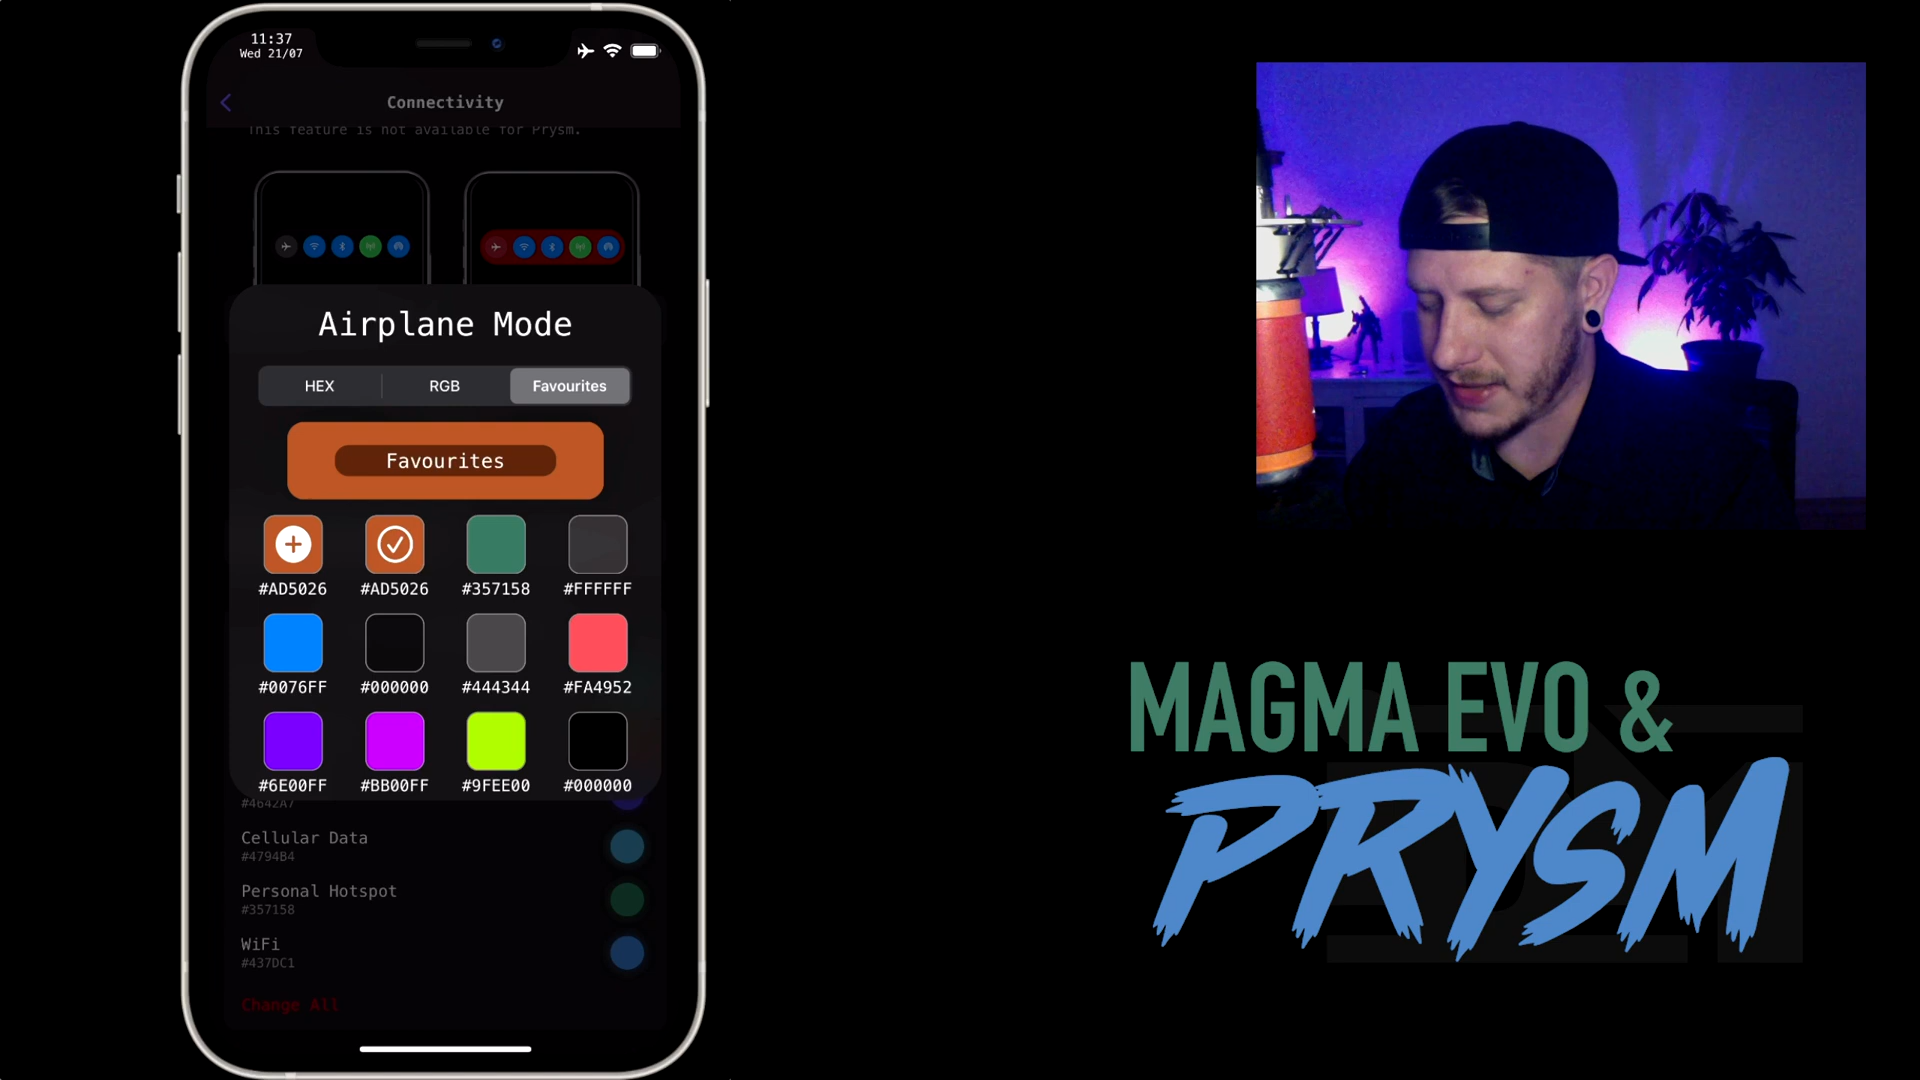 11:37
Wed 21/07
Connectivity
This feature is not available for Prysm.
Airplane Mode
HEX RGB Favourites
Favourites
#AD5026 #AD5026 #357158 #FFFFFF
#0076FF #000000 #444344 #FA4952
#6E00FF #BB00FF #9FEE00 #000000
#4642A7
Cellular Data
#4794B4
Personal Hotspot
#357158
WiFi
#437DC1
Change All
MAGMA EVO &
PRYSM